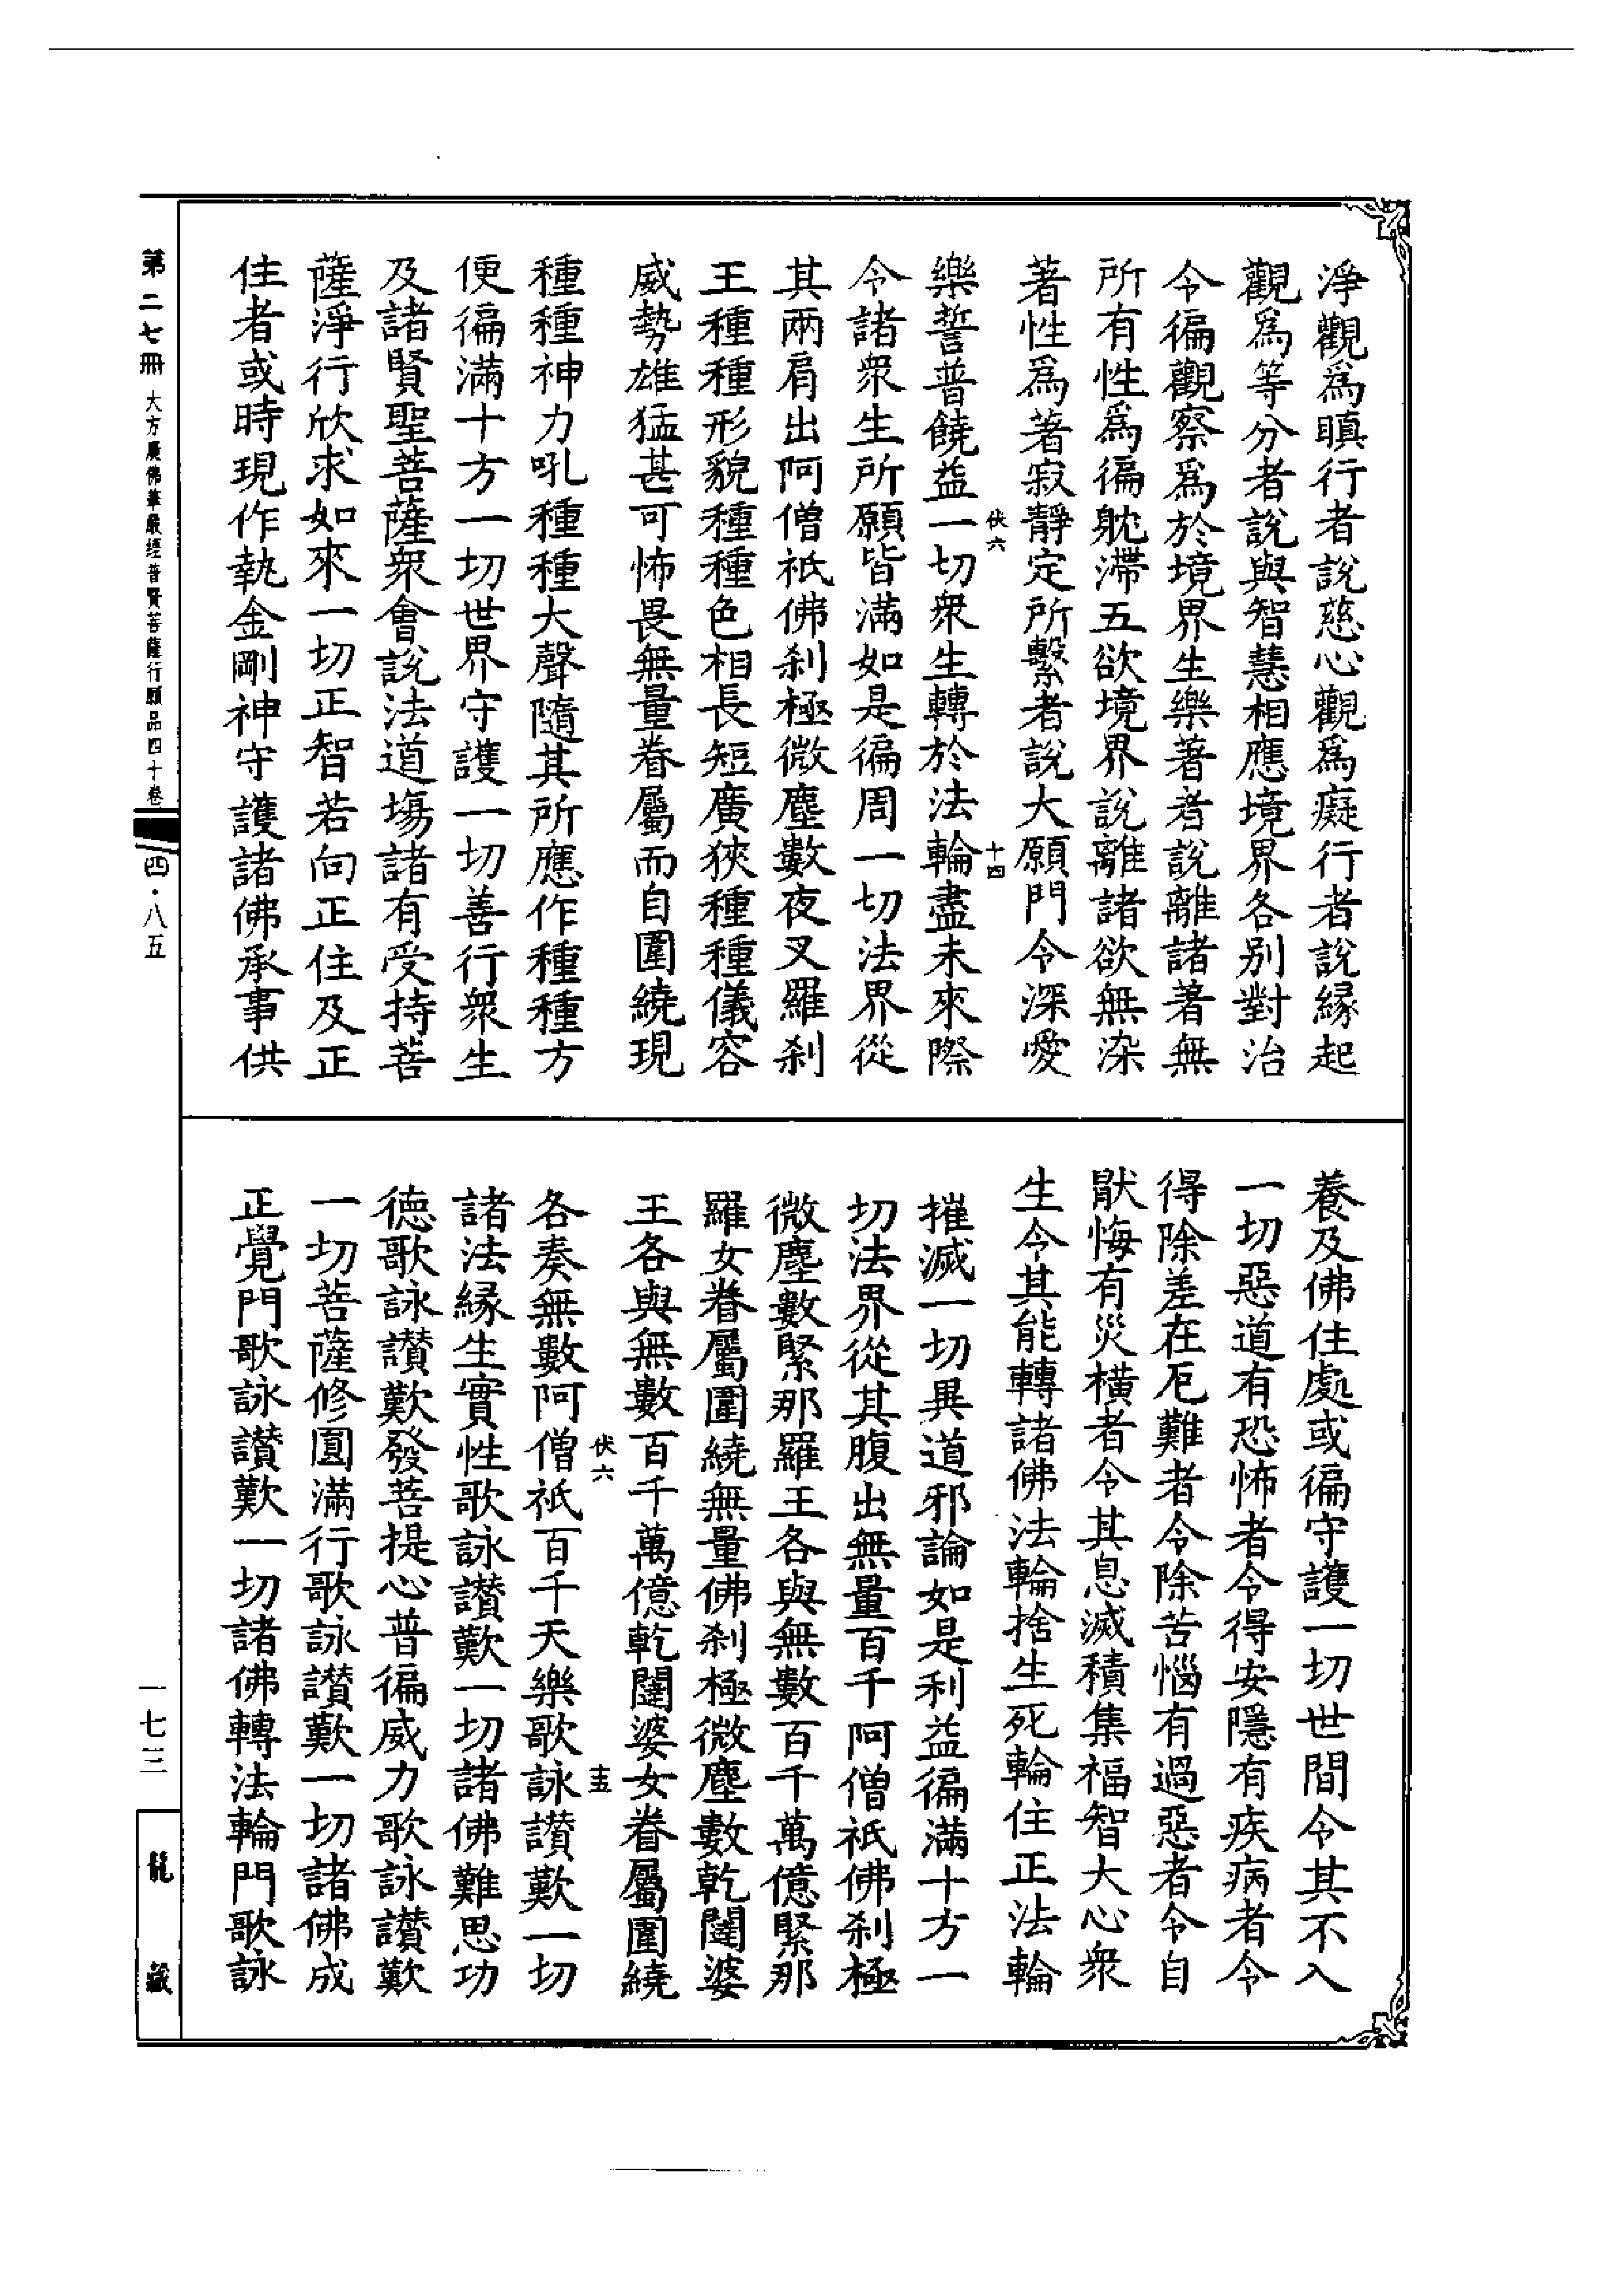 淨觀爲瞋行者說慈心觀爲癡行者說緣起
觀爲等分者說與智慧相應境界各别對治
令徧觀察爲於境界生樂著者說離諸著無
所有性爲徧躭滯五欲境界說離諸欲無染
著性爲著寂靜定所繫者說大願門令深愛
樂誓普饒益一切衆生轉於法輪盡未來際
伏六
十四
令諸衆生所願皆滿如是徧周一切法界從
其兩肩出阿僧祇佛刹極微塵數夜叉羅刹
王種種形貌種種色相長短廣狹種種儀容
威勢雄猛甚可怖畏無量眷屬而自圍繞現
種種神力吼種種大聲隨其所應作種種方
便徧滿十方一切世界守護一切善行衆生
及諸賢聖菩薩衆會說法道場諸有受持菩
薩淨行欣求如來一切正智若向正住及正
住者或時現作執金剛神守護諸佛承事供
養及佛住處或徧守護一切世間令其不入
一切惡道有恐怖者令得安隱有疾病者令
得除差在厄難者令除苦惱有過惡者令自
猒悔有災橫者令其息滅積集福智大心衆
生令其能轉諸佛法輪捨生死輪住正法輪
摧滅一切異道邪論如是利益徧滿十方一
切法界從其腹出無量百千阿僧祇佛刹極
微塵數緊那羅王各與無數百千萬億緊那
羅女眷屬圍繞無量佛刹極微塵數乾闥婆
王各與無數百千萬億乾闥婆女眷屬圍繞
伏六
十五
各奏無數阿僧祇百千天樂歌詠讚歎一切
諸法緣生實性歌詠讚歎一切諸佛難思功
德歌詠讚歎發菩提心普徧威力歌詠讚歎
一切菩薩修圓滿行歌詠讚歎一切諸佛成
正覺門歌詠讚歎一切諸佛轉法輪門歌詠
第二七冊 大方廣佛華嚴經普賢菩薩行願品四十卷
四·八五
一七三
龍藏